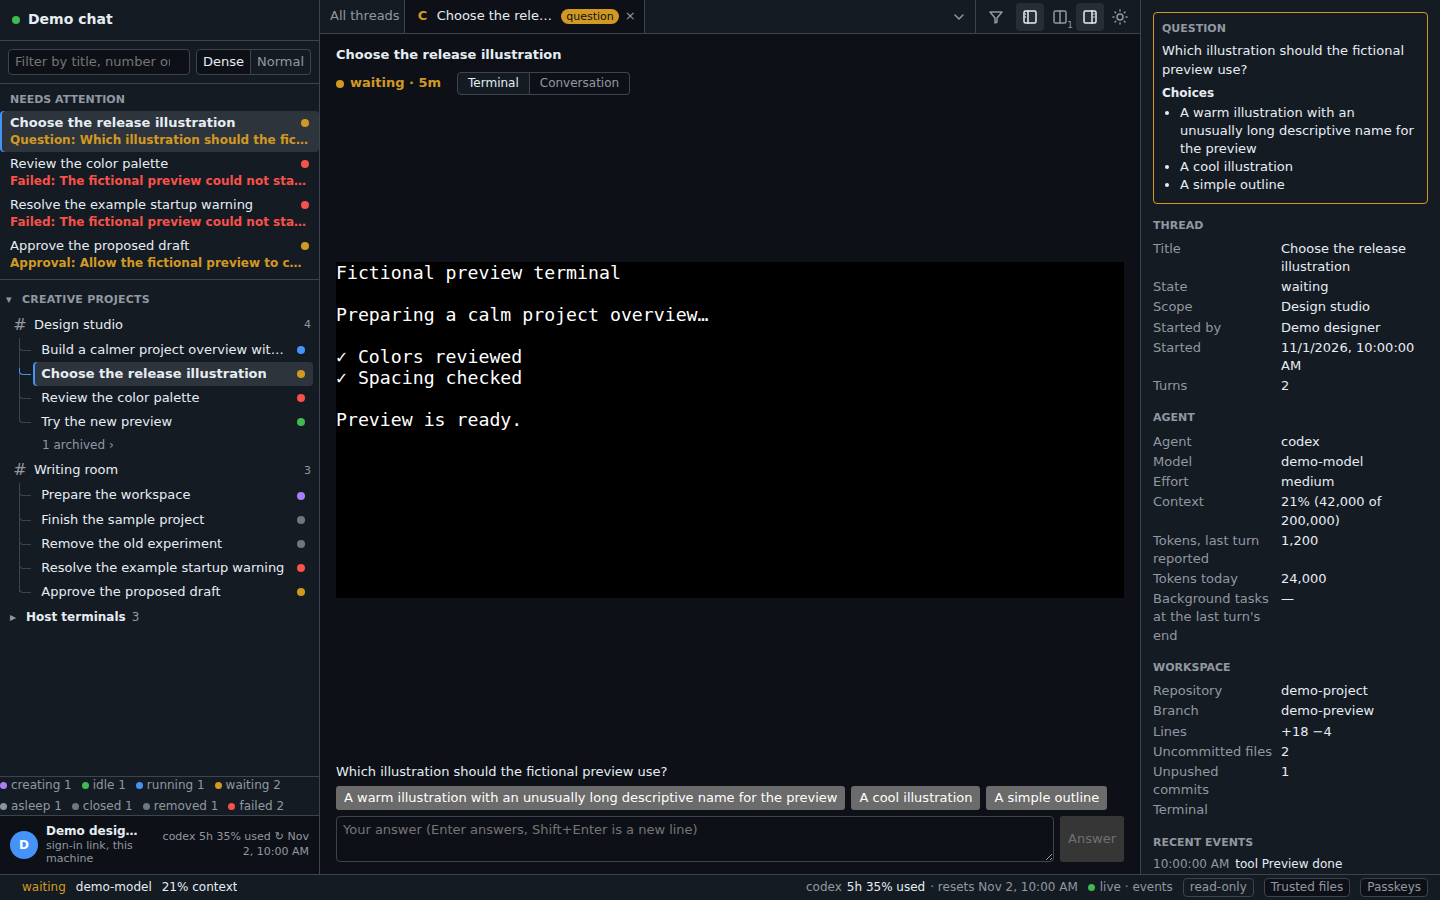 Demo chat
Filter by title, number or
Dense Normal
NEEDS ATTENTION
Choose the release illustration
Question: Which illustration should the fic…
Review the color palette
Failed: The fictional preview could not sta…
Resolve the example startup warning
Failed: The fictional preview could not sta…
Approve the proposed draft
Approval: Allow the fictional preview to c…
▾ CREATIVE PROJECTS
# Design studio 4
Build a calmer project overview wit…
Choose the release illustration
Review the color palette
Try the new preview
1 archived ›
# Writing room 3
Prepare the workspace
Finish the sample project
Remove the old experiment
Resolve the example startup warning
Approve the proposed draft
▸ Host terminals 3
creating 1 idle 1 running 1 waiting 2
asleep 1 closed 1 removed 1 failed 2
D
Demo desig…
sign-in link, this
machine
codex 5h 35% used ↻ Nov
2, 10:00 AM
All threads
C Choose the rele… question ×
1
Choose the release illustration
waiting · 5m
Terminal Conversation
Fictional preview terminal
Preparing a calm project overview…
✓ Colors reviewed
✓ Spacing checked
Preview is ready.
Which illustration should the fictional preview use?
A warm illustration with an unusually long descriptive name for the preview
A cool illustration
A simple outline
Your answer (Enter answers, Shift+Enter is a new line)
Answer
QUESTION
Which illustration should the fictional
preview use?
Choices
• A warm illustration with an
unusually long descriptive name for
the preview
• A cool illustration
• A simple outline
THREAD
Title Choose the release
illustration
State waiting
Scope Design studio
Started by Demo designer
Started 11/1/2026, 10:00:00
AM
Turns 2
AGENT
Agent codex
Model demo-model
Effort medium
Context 21% (42,000 of
200,000)
Tokens, last turn 1,200
reported
Tokens today 24,000
Background tasks —
at the last turn's
end
WORKSPACE
Repository demo-project
Branch demo-preview
Lines +18 −4
Uncommitted files 2
Unpushed 1
commits
Terminal
RECENT EVENTS
10:00:00 AM tool Preview done
waiting demo-model 21% context
codex 5h 35% used · resets Nov 2, 10:00 AM
live · events
read-only
Trusted files
Passkeys